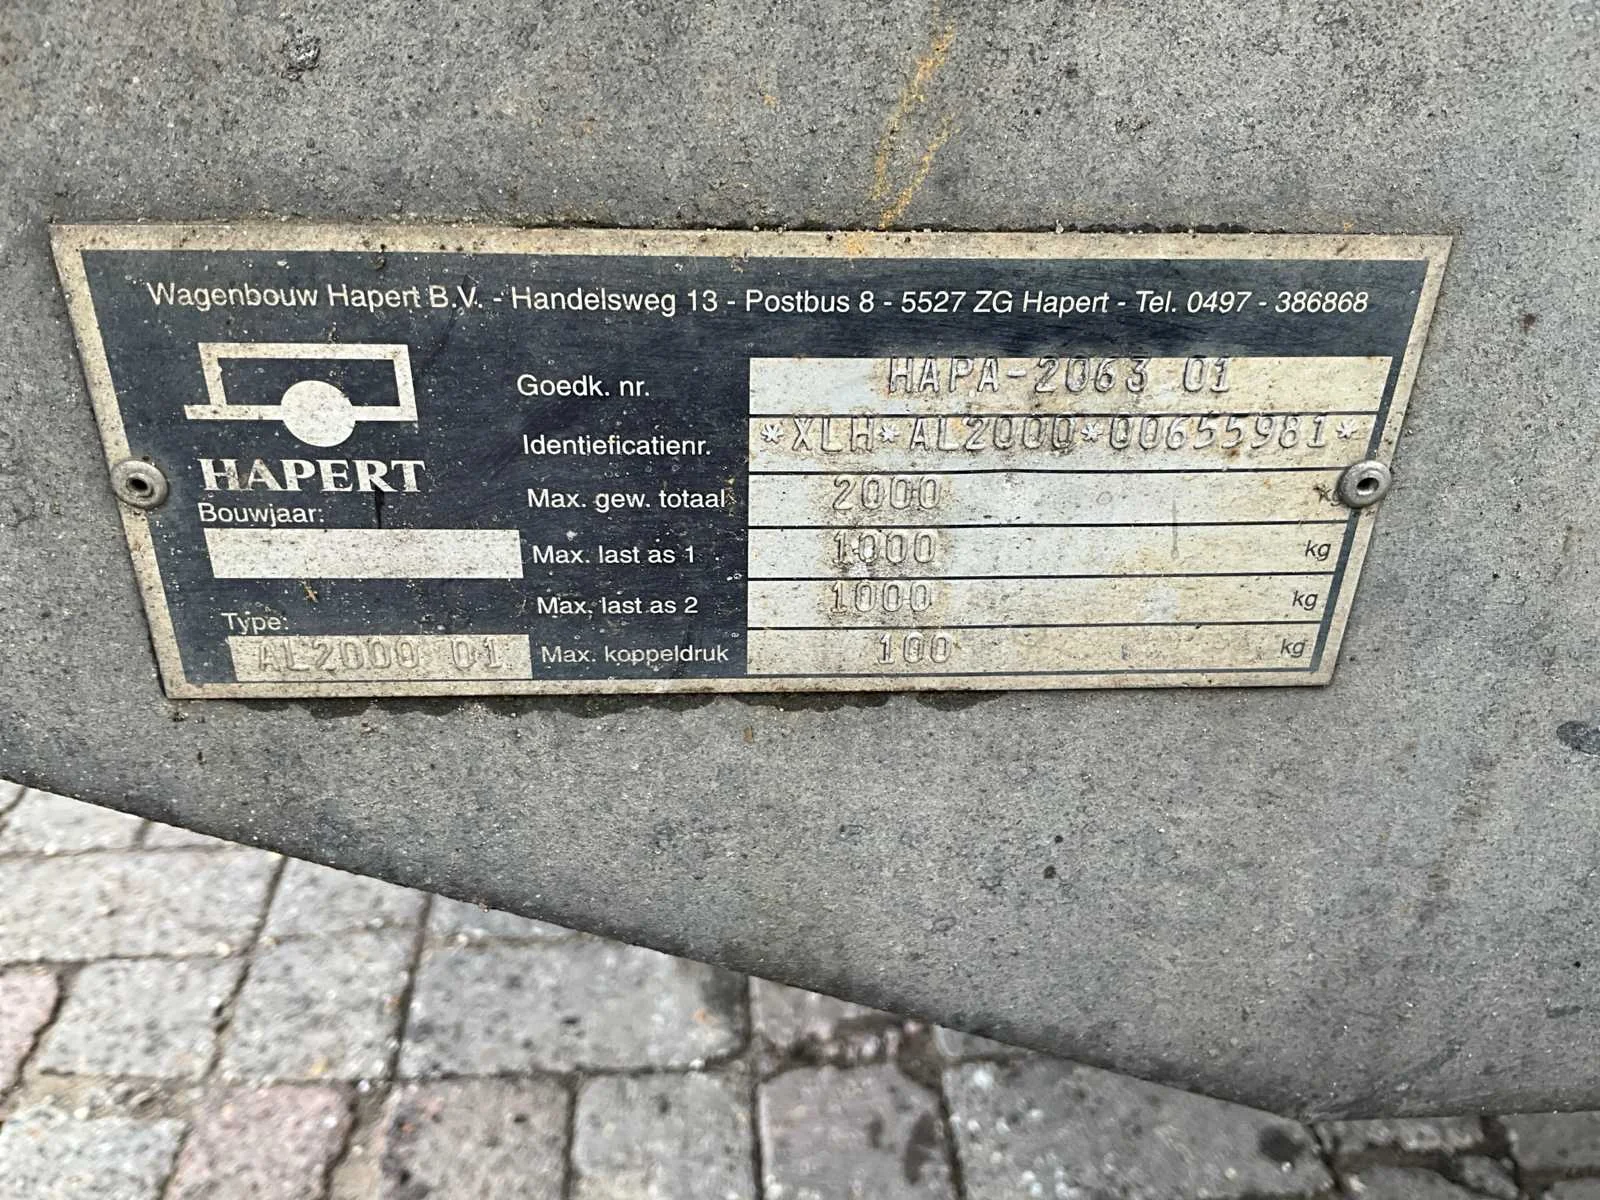 Wagenbouw Hapert B.V. - Handelsweg 13 - Postbus 8 - 5527 ZG Hapert - Tel. 0497 - 386868
HAPERT
Bouwjaar:
Type:
AL2000 01
Goedk. nr. HAPA-2063 01
Identieficatienr. *XLH*AL2000*00655981*
Max. gew. totaal 2000 kg
Max. last as 1 1000 kg
Max. last as 2 1000 kg
Max. koppeldruk 100 kg